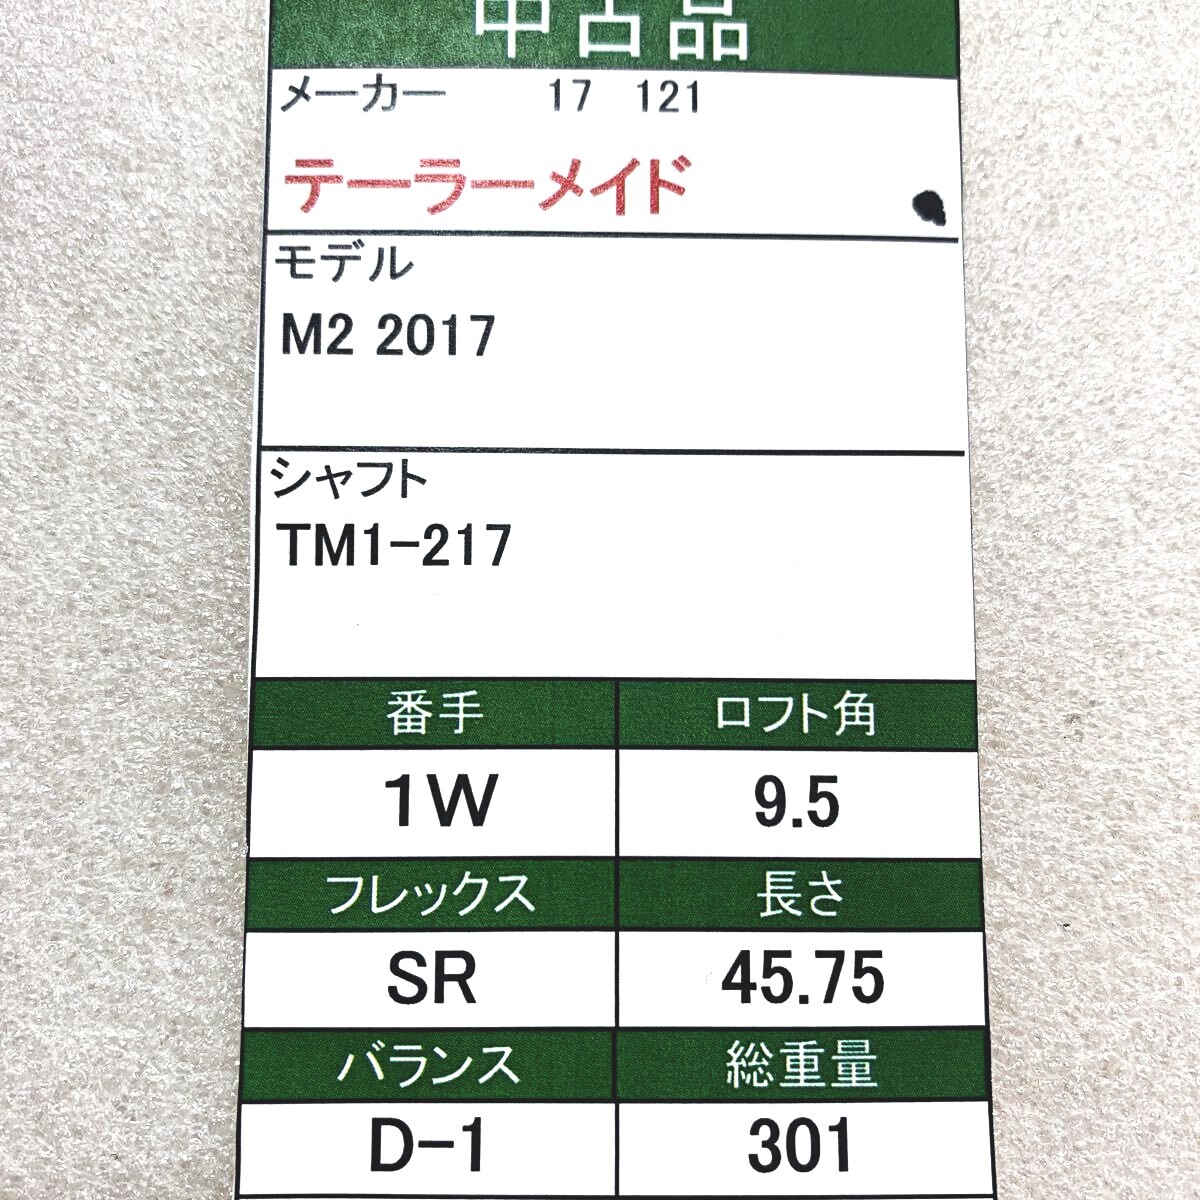 中古品
メーカー 17 121
テーラーメイド
モデル
M2 2017
シャフト
TM1-217
番手 ロフト角
1W 9.5
フレックス 長さ
SR 45.75
バランス 総重量
D-1 301